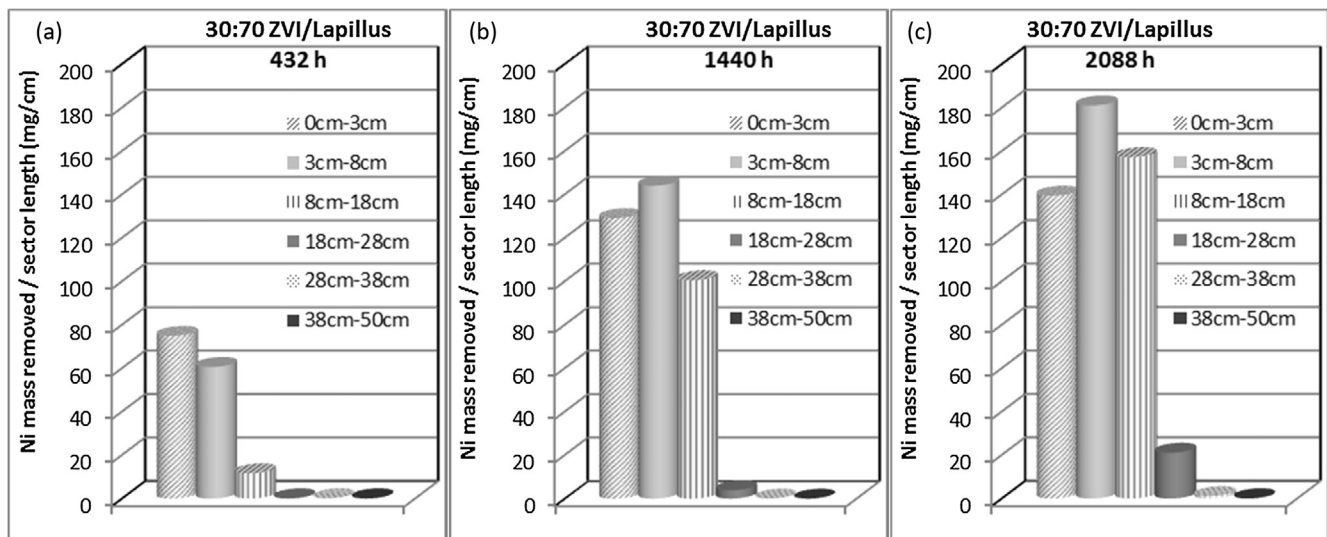 (a)
30:70 ZVI/Lapillus
432 h
Ni mass removed / sector length (mg/cm)
200
180
160
140
120
100
80
60
40
20
0
0cm-3cm
3cm-8cm
8cm-18cm
18cm-28cm
28cm-38cm
38cm-50cm
(b)
30:70 ZVI/Lapillus
1440 h
Ni mass removed / sector length (mg/cm)
200
180
160
140
120
100
80
60
40
20
0
0cm-3cm
3cm-8cm
8cm-18cm
18cm-28cm
28cm-38cm
38cm-50cm
(c)
30:70 ZVI/Lapillus
2088 h
Ni mass removed / sector length (mg/cm)
200
180
160
140
120
100
80
60
40
20
0
0cm-3cm
3cm-8cm
8cm-18cm
18cm-28cm
28cm-38cm
38cm-50cm